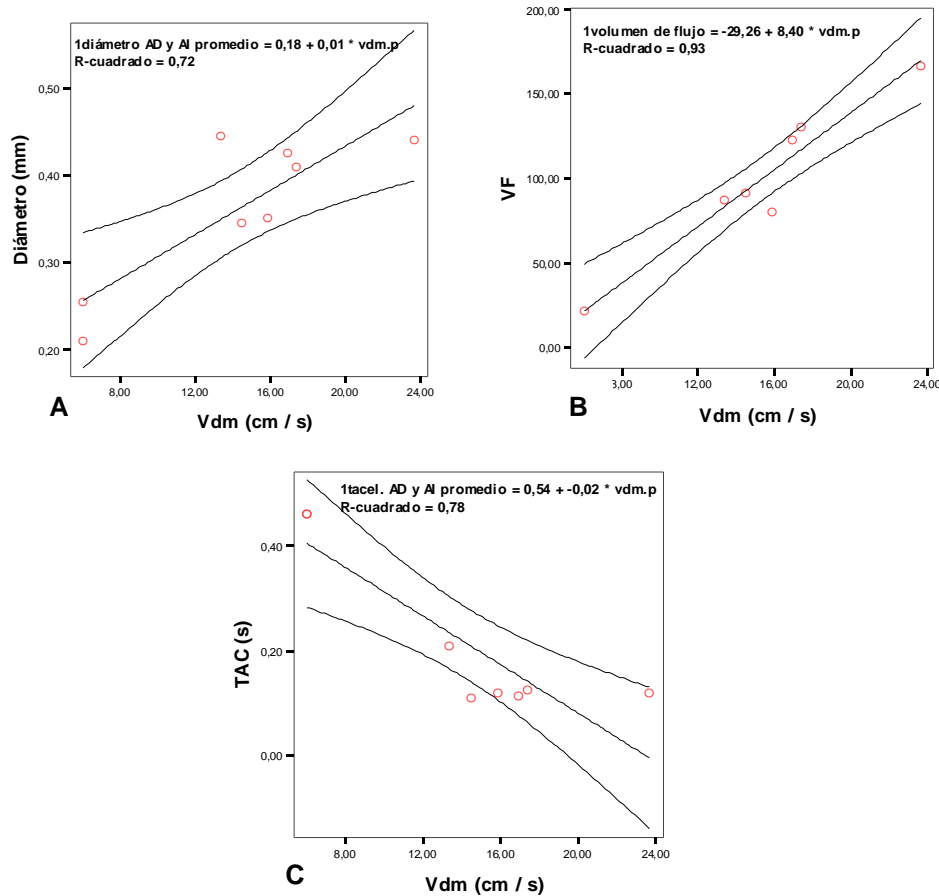 1diámetro AD y AI promedio = 0,18 + 0,01 * vdm.p
R-cuadrado = 0,72
0,50
0,40
0,30
0,20
Diámetro (mm)
8,00 12,00 16,00 20,00 24,00
A
Vdm (cm / s)
1volumen de flujo = -29,26 + 8,40 * vdm.p
R-cuadrado = 0,93
200,00
150,00
100,00
50,00
0,00
VF
3,00 12,00 16,00 20,00 24,00
B
Vdm (cm / s)
1tacel. AD y AI promedio = 0,54 + -0,02 * vdm.p
R-cuadrado = 0,78
0,40
0,20
0,00
TAC (s)
8,00 12,00 16,00 20,00 24,00
C
Vdm (cm / s)